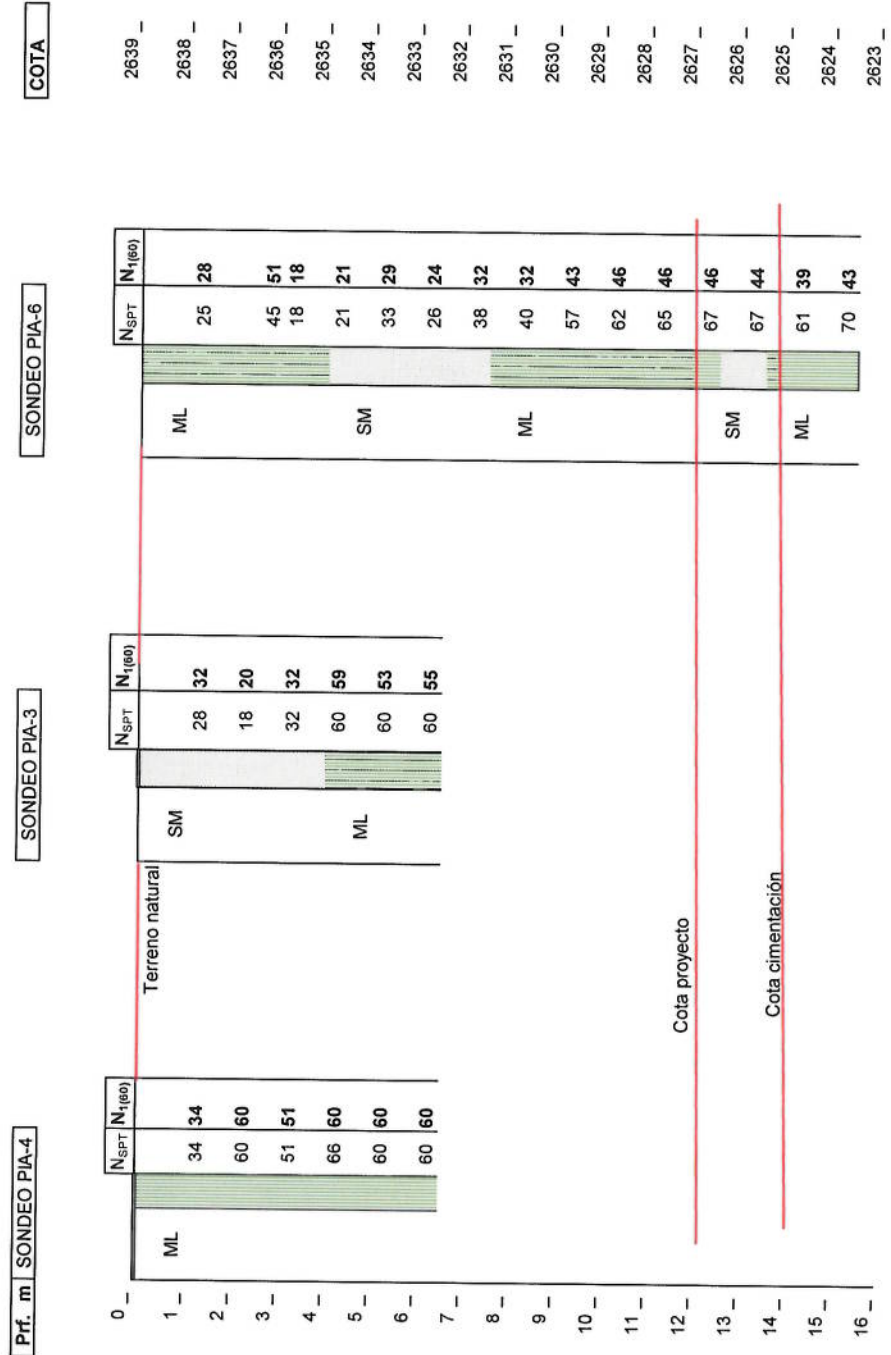 Prf. m SONDEO PIA-4 SONDEO PIA-3 SONDEO PIA-6 COTA
0 NSPT N1(60) NSPT N1(60) NSPT N1(60) 2639
Terreno natural
1 ML SM ML 2638
34 34 28 32 25 28
2 60 60 18 20 2637
3 51 51 32 32 45 51 2636
18 18
4 66 60 60 59 21 21 2635
ML SM
5 60 60 60 53 33 29 2634
6 60 60 60 55 26 24 2633
7 38 32 2632
8 ML 40 32 2631
9 57 43 2630
10 62 46 2629
11 65 46 2628
Cota proyecto
12 67 46 2627
13 SM 67 44 2626
Cota cimentación
14 ML 61 39 2625
15 70 43 2624
16 2623